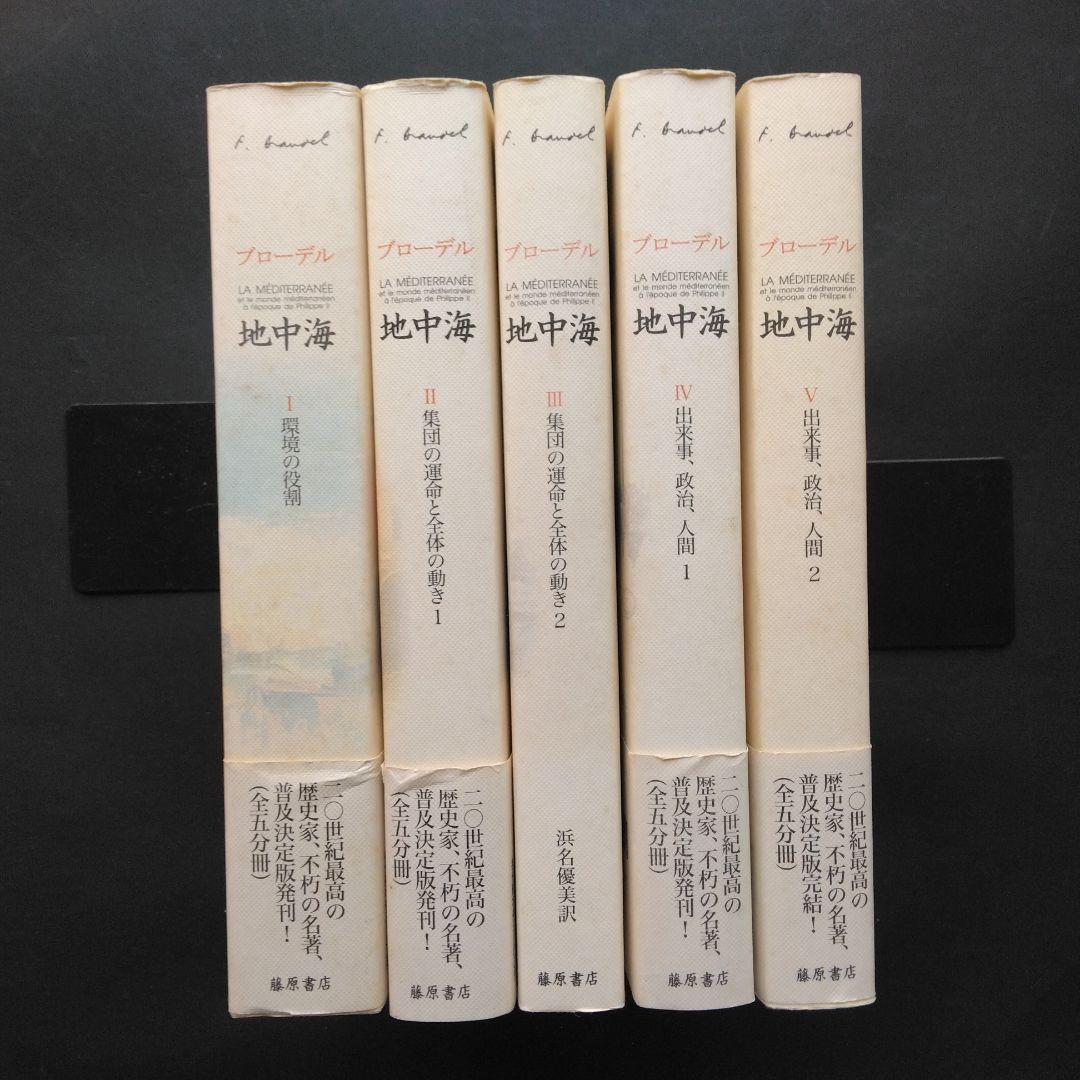 F. Braudel
ブローデル
LA MÉDITERRANÉE
et le monde méditerranéen
à l'époque de Philippe II
地中海
I
環境の役割
二〇世紀最高の
歴史家、不朽の名著、
普及決定版発刊！
（全五分冊）
藤原書店
F. Braudel
ブローデル
LA MÉDITERRANÉE
et le monde méditerranéen
à l'époque de Philippe II
地中海
II
集団の運命と全体の動き 1
二〇世紀最高の
歴史家、不朽の名著、
普及決定版発刊！
（全五分冊）
藤原書店
F. Braudel
ブローデル
LA MÉDITERRANÉE
et le monde méditerranéen
à l'époque de Philippe II
地中海
III
集団の運命と全体の動き 2
浜名優美訳
藤原書店
F. Braudel
ブローデル
LA MÉDITERRANÉE
et le monde méditerranéen
à l'époque de Philippe II
地中海
IV
出来事、政治、人間 1
二〇世紀最高の
歴史家、不朽の名著、
普及決定版発刊！
（全五分冊）
藤原書店
F. Braudel
ブローデル
LA MÉDITERRANÉE
et le monde méditerranéen
à l'époque de Philippe II
地中海
V
出来事、政治、人間 2
二〇世紀最高の
歴史家、不朽の名著、
普及決定版完結！
（全五分冊）
藤原書店